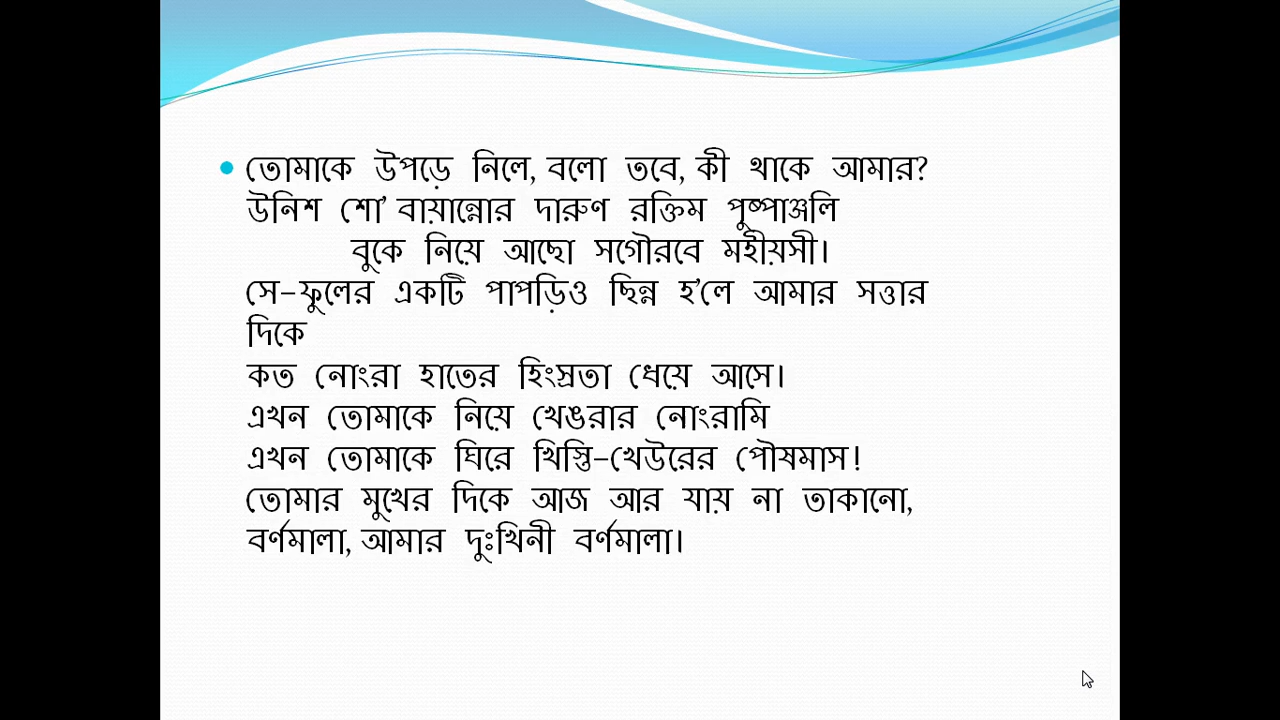 তোমাকে উপড়ে নিলে, বলো তবে, কী থাকে আমার?
উনিশ শো’ বায়ান্নোর দারুণ রক্তিম পুষ্পাঞ্জলি
বুকে নিয়ে আছো সগৌরবে মহীয়সী।
সে–ফুলের একটি পাপড়িও ছিন্ন হ’লে আমার সত্তার
দিকে
কত নোংরা হাতের হিংস্রতা ধেয়ে আসে।
এখন তোমাকে নিয়ে খেঙরার নোংরামি
এখন তোমাকে ঘিরে খিস্তি–খেউরের পৌষমাস!
তোমার মুখের দিকে আজ আর যায় না তাকানো,
বর্ণমালা, আমার দুঃখিনী বর্ণমালা।